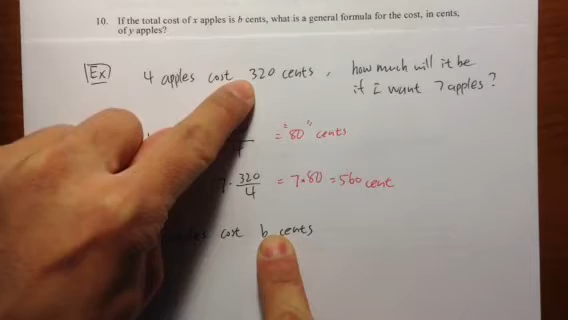 10. If the total cost of x apples is b cents, what is a general formula for the cost, in cents,
of y apples?
Ex 4 apples cost 320 cents, how much will it be
if I want 7 apples?
= "80" cents
7 · 320/4 = 7 · 80 = 560 cent
cost b cents